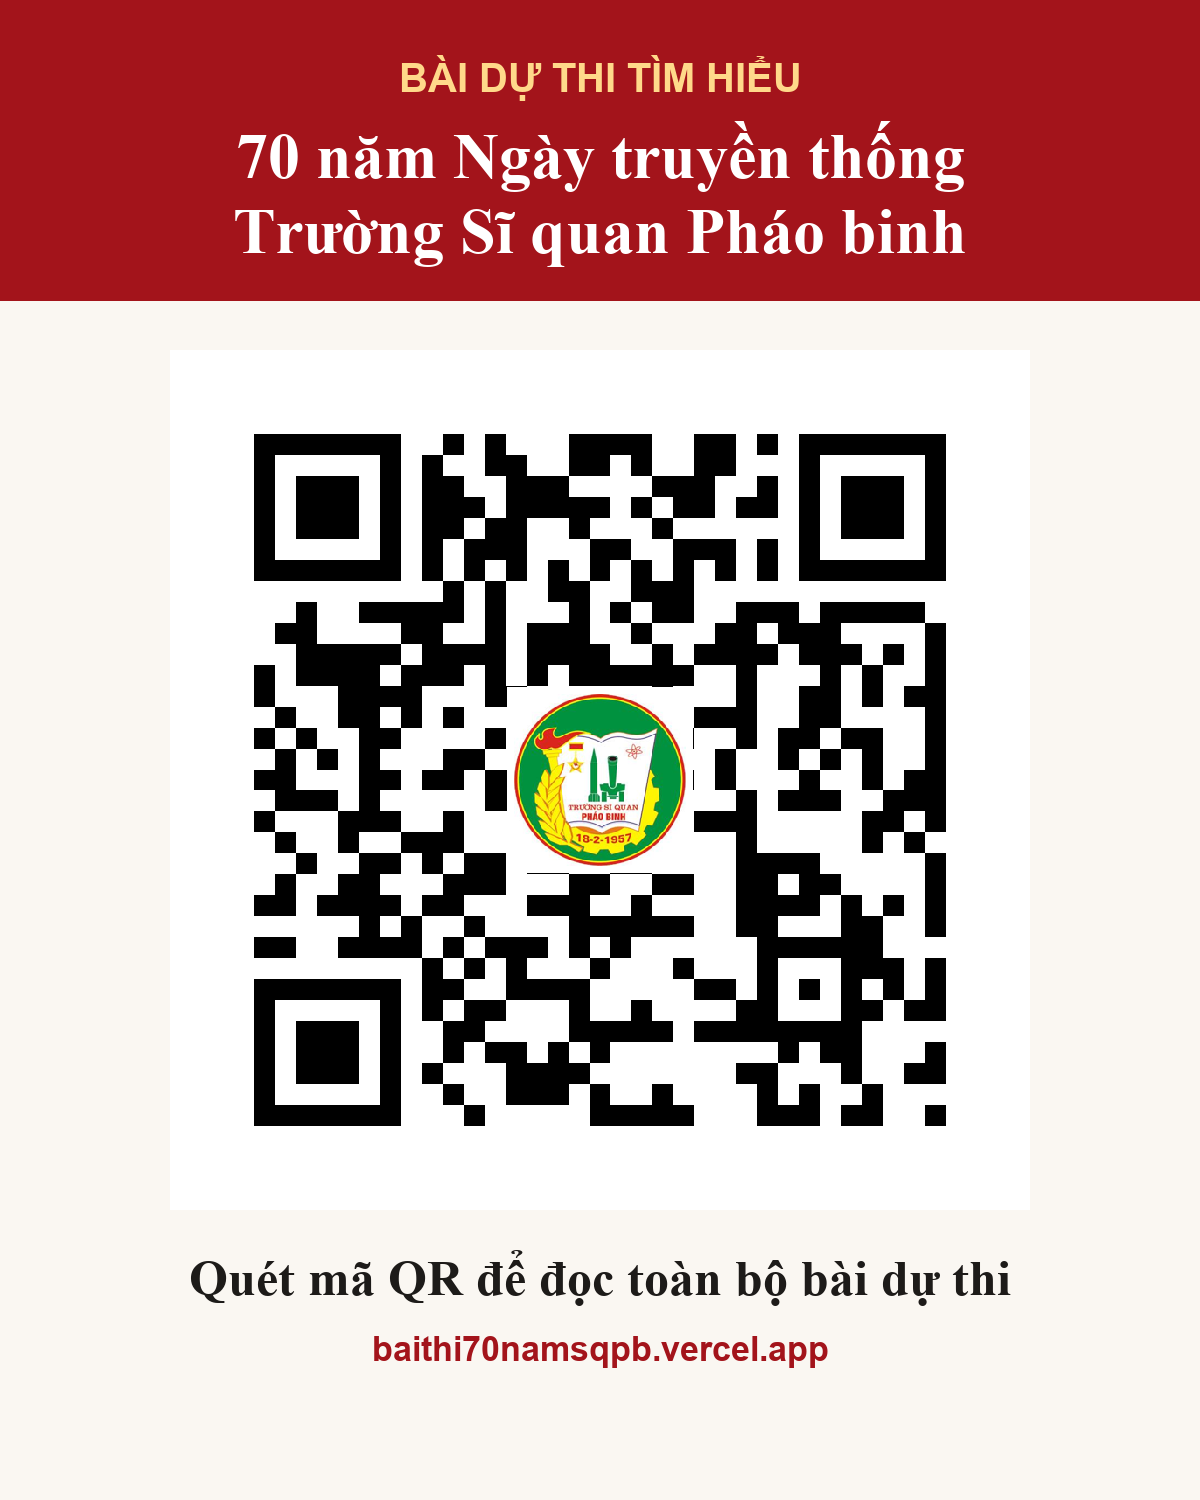 BÀI DỰ THI TÌM HIỂU
70 năm Ngày truyền thống
Trường Sĩ quan Pháo binh
TRƯỜNG SĨ QUAN
PHÁO BINH
18-2-1957
Quét mã QR để đọc toàn bộ bài dự thi
baithi70namsqpb.vercel.app